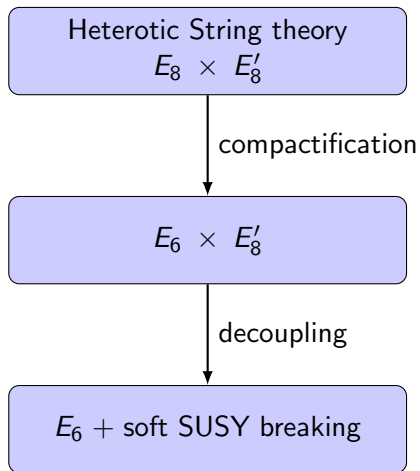 Heterotic String theory
E₈ × E₈′
compactification
E₆ × E₈′
decoupling
E₆ + soft SUSY breaking